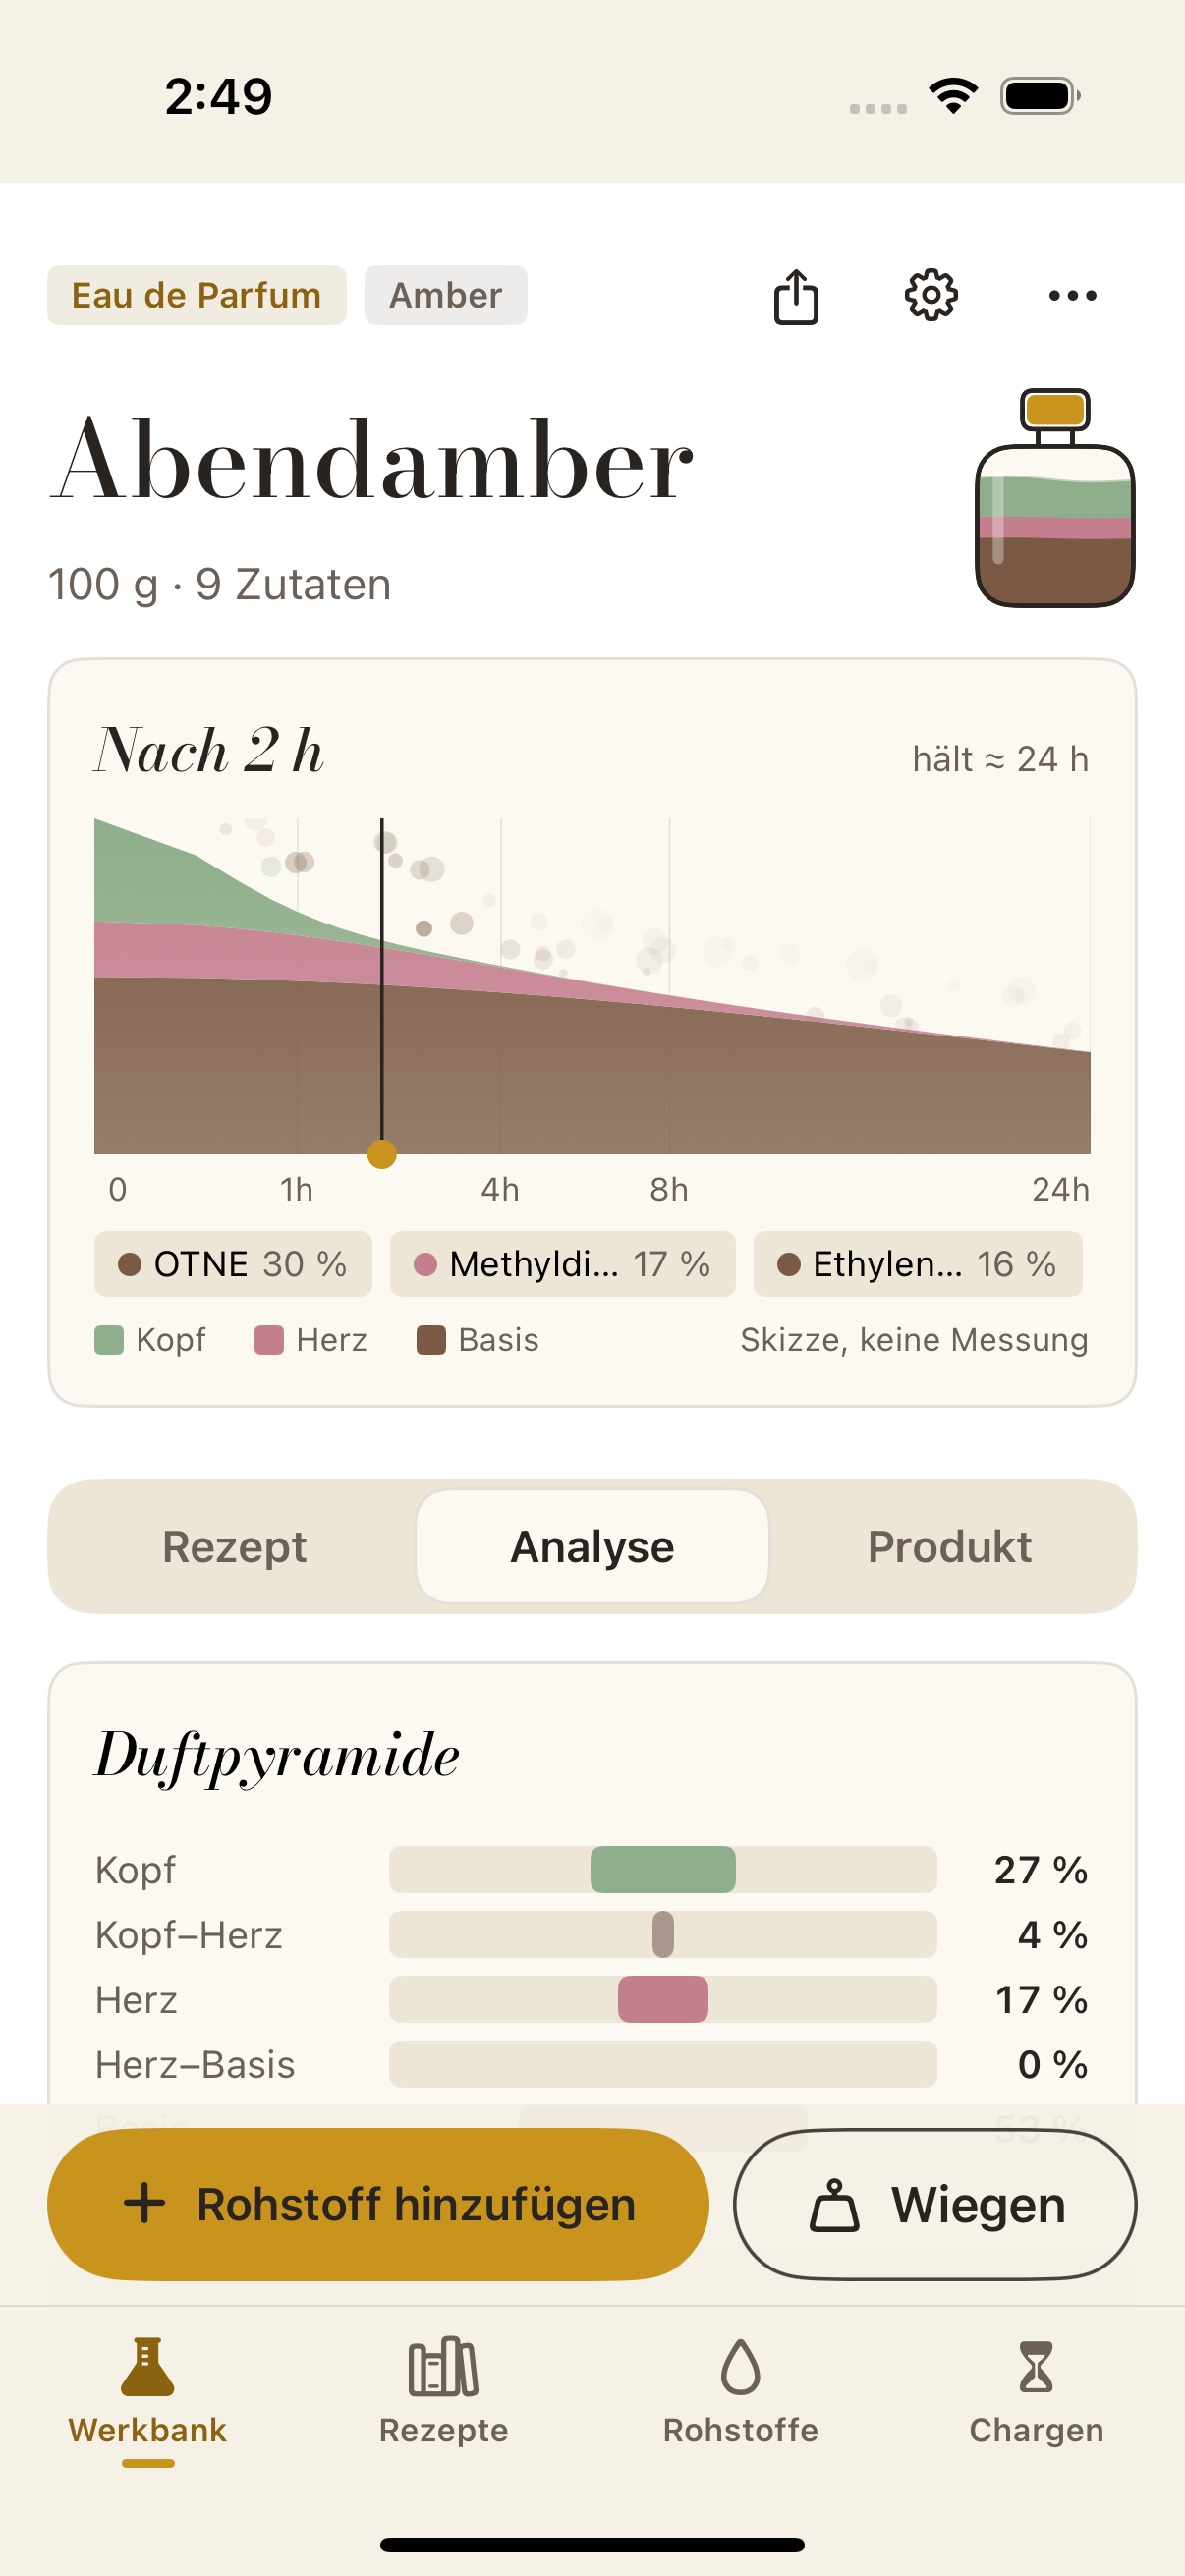 2:49
Eau de Parfum Amber
Abendamber
100 g · 9 Zutaten
Nach 2 h hält ≈ 24 h
0 1h 4h 8h 24h
OTNE 30 % Methyldi... 17 % Ethylen... 16 %
Kopf Herz Basis Skizze, keine Messung
Rezept Analyse Produkt
Duftpyramide
Kopf 27 %
Kopf–Herz 4 %
Herz 17 %
Herz–Basis 0 %
Basis 53 %
+ Rohstoff hinzufügen Wiegen
Werkbank Rezepte Rohstoffe Chargen